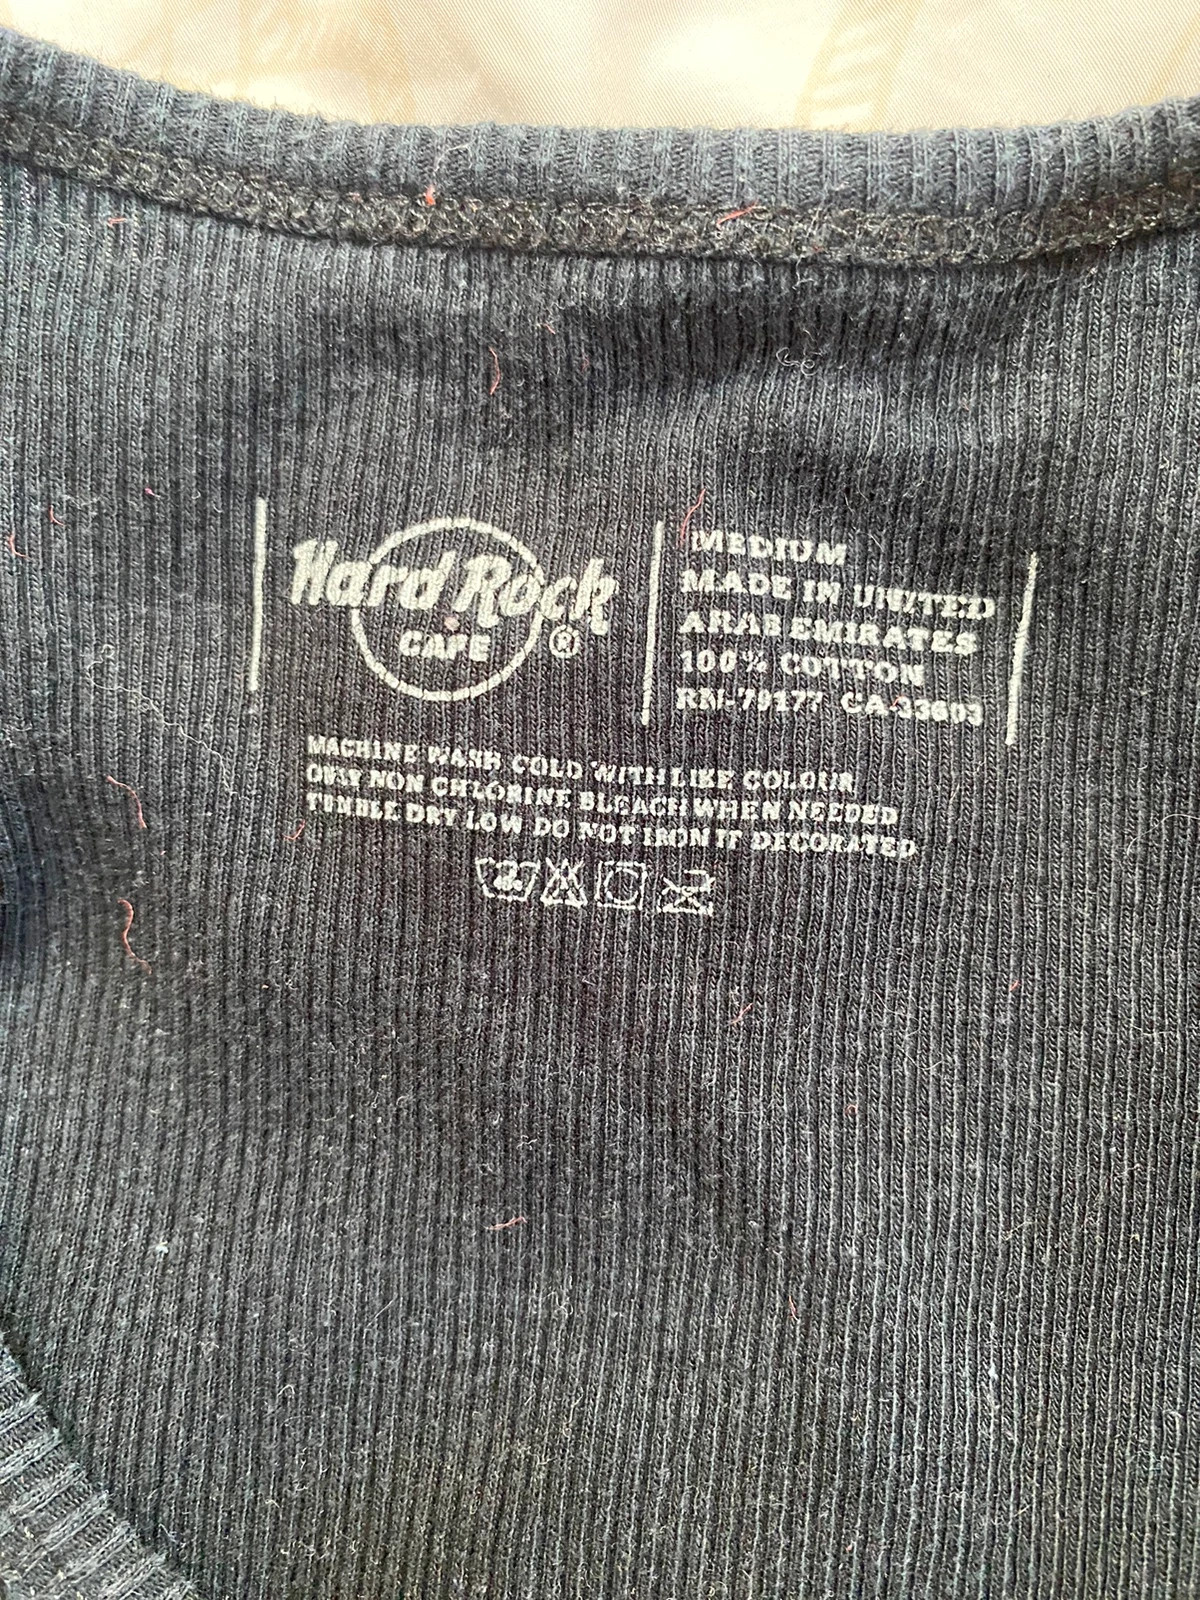 Hard Rock
CAFE ®
MEDIUM
MADE IN UNITED
ARAB EMIRATES
100% COTTON
RN-79177 CA-33603
MACHINE WASH COLD WITH LIKE COLOUR
ONLY NON CHLORINE BLEACH WHEN NEEDED
TUMBLE DRY LOW DO NOT IRON IT DECORATED